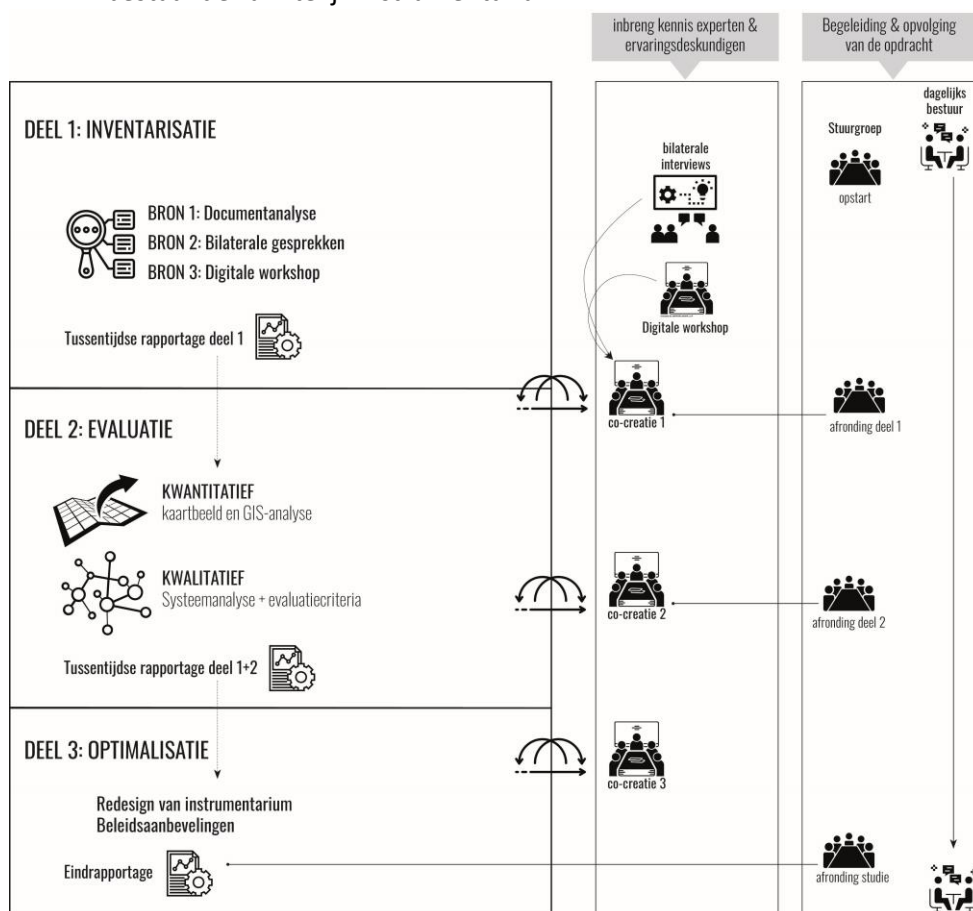 inbreng kennis experten &
ervaringsdeskundigen
Begeleiding & opvolging
van de opdracht
DEEL 1: INVENTARISATIE
BRON 1: Documentanalyse
BRON 2: Bilaterale gesprekken
BRON 3: Digitale workshop
Tussentijdse rapportage deel 1
bilaterale
interviews
Digitale workshop
Stuurgroep
opstart
dagelijks
bestuur
co-creatie 1
afronding deel 1
DEEL 2: EVALUATIE
KWANTITATIEF
kaartbeeld en GIS-analyse
KWALITATIEF
Systeemanalyse + evaluatiecriteria
Tussentijdse rapportage deel 1+2
co-creatie 2
afronding deel 2
DEEL 3: OPTIMALISATIE
Redesign van instrumentarium
Beleidsaanbevelingen
Eindrapportage
co-creatie 3
afronding studie